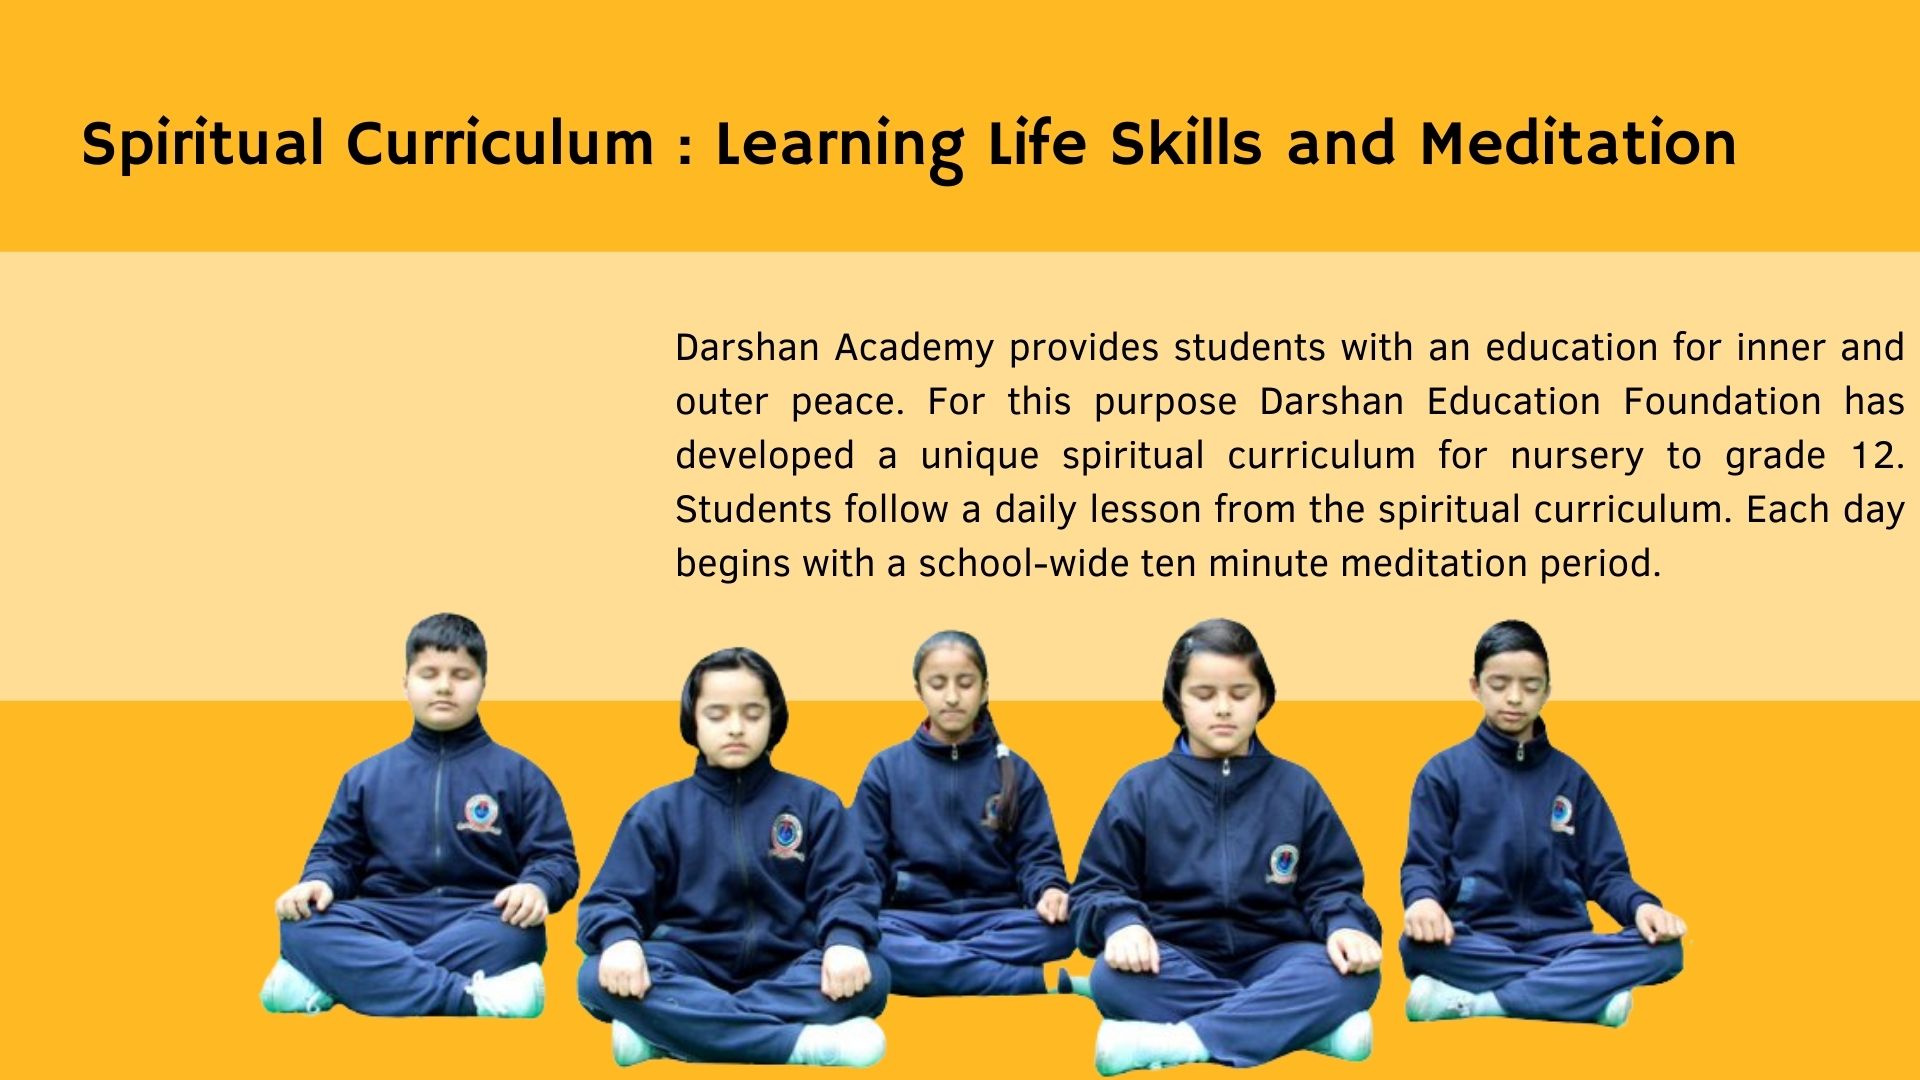 Spiritual Curriculum : Learning Life Skills and Meditation
Darshan Academy provides students with an education for inner and
outer peace. For this purpose Darshan Education Foundation has
developed a unique spiritual curriculum for nursery to grade 12.
Students follow a daily lesson from the spiritual curriculum. Each day
begins with a school-wide ten minute meditation period.